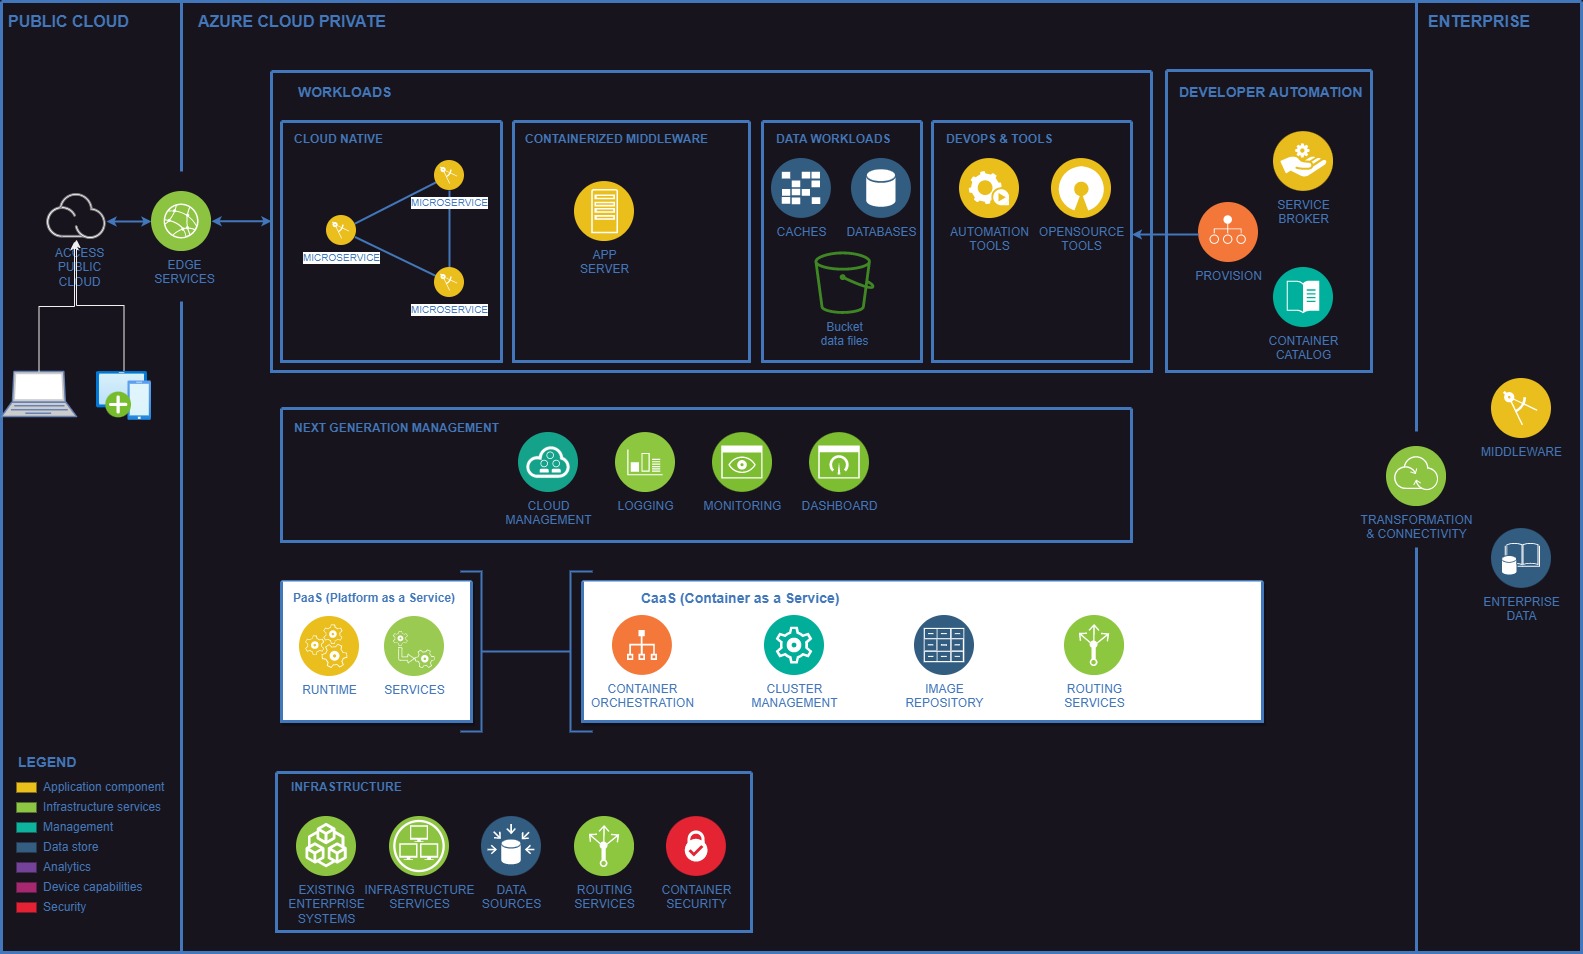 PUBLIC CLOUD
AZURE CLOUD PRIVATE
ENTERPRISE
WORKLOADS
DEVELOPER AUTOMATION
CLOUD NATIVE
CONTAINERIZED MIDDLEWARE
DATA WORKLOADS
DEVOPS & TOOLS
MICROSERVICE
MICROSERVICE
MICROSERVICE
APP
SERVER
CACHES
DATABASES
Bucket
data files
AUTOMATION
TOOLS
OPENSOURCE
TOOLS
SERVICE
BROKER
PROVISION
CONTAINER
CATALOG
ACCESS
PUBLIC
CLOUD
EDGE
SERVICES
NEXT GENERATION MANAGEMENT
CLOUD
MANAGEMENT
LOGGING
MONITORING
DASHBOARD
MIDDLEWARE
TRANSFORMATION
& CONNECTIVITY
ENTERPRISE
DATA
PaaS (Platform as a Service)
RUNTIME
SERVICES
CaaS (Container as a Service)
CONTAINER
ORCHESTRATION
CLUSTER
MANAGEMENT
IMAGE
REPOSITORY
ROUTING
SERVICES
LEGEND
Application component
Infrastructure services
Management
Data store
Analytics
Device capabilities
Security
INFRASTRUCTURE
EXISTING
ENTERPRISE
SYSTEMS
INFRASTRUCTURE
SERVICES
DATA
SOURCES
ROUTING
SERVICES
CONTAINER
SECURITY